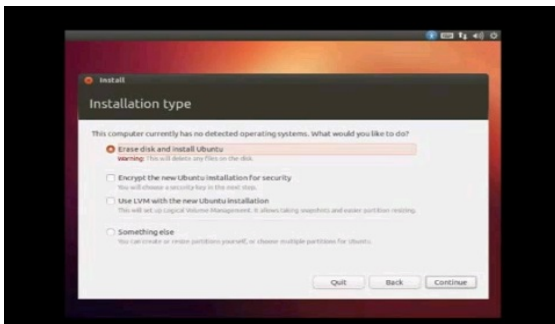 Install
Installation type
This computer currently has no detected operating systems. What would you like to do?
Erase disk and install Ubuntu
Warning: This will delete any files on the disk.
Encrypt the new Ubuntu installation for security
You will choose a security key in the next step.
Use LVM with the new Ubuntu installation
This will set up Logical Volume Management. It allows taking snapshots and easier partition resizing.
Something else
You can create or resize partitions yourself, or choose multiple partitions for Ubuntu.
Quit Back Continue